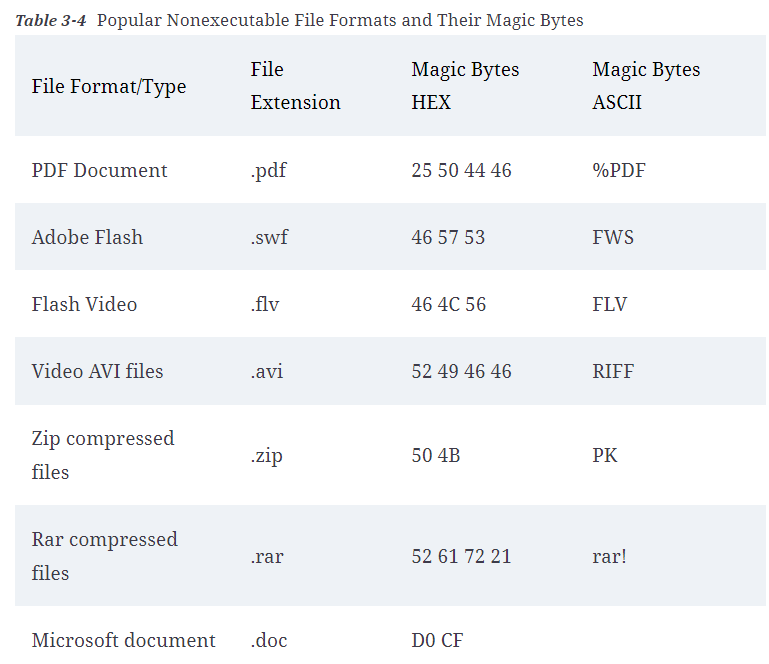 Table 3-4 Popular Nonexecutable File Formats and Their Magic Bytes
File Format/Type File Extension Magic Bytes HEX Magic Bytes ASCII
PDF Document .pdf 25 50 44 46 %PDF
Adobe Flash .swf 46 57 53 FWS
Flash Video .flv 46 4C 56 FLV
Video AVI files .avi 52 49 46 46 RIFF
Zip compressed files .zip 50 4B PK
Rar compressed files .rar 52 61 72 21 rar!
Microsoft document .doc D0 CF